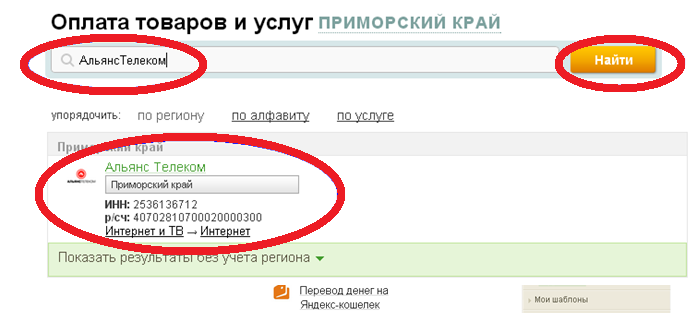 Оплата товаров и услуг ПРИМОРСКИЙ КРАЙ
АльянсТелеком
Найти
упорядочить: по региону по алфавиту по услуге
Приморский край
Альянс Телеком
АЛЬЯНСТЕЛЕКОМ
Приморский край
ИНН: 2536136712
р/сч: 40702810700020000300
Интернет и ТВ → Интернет
Показать результаты без учета региона
Перевод денег на
Яндекс-кошелек
› Мои шаблоны